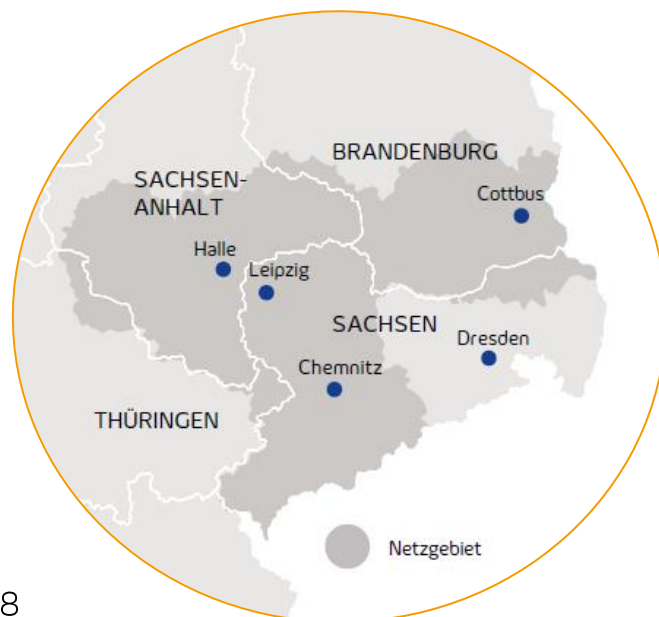 BRANDENBURG
SACHSEN-
ANHALT
Cottbus
Halle
Leipzig
SACHSEN
Dresden
Chemnitz
THÜRINGEN
Netzgebiet
8